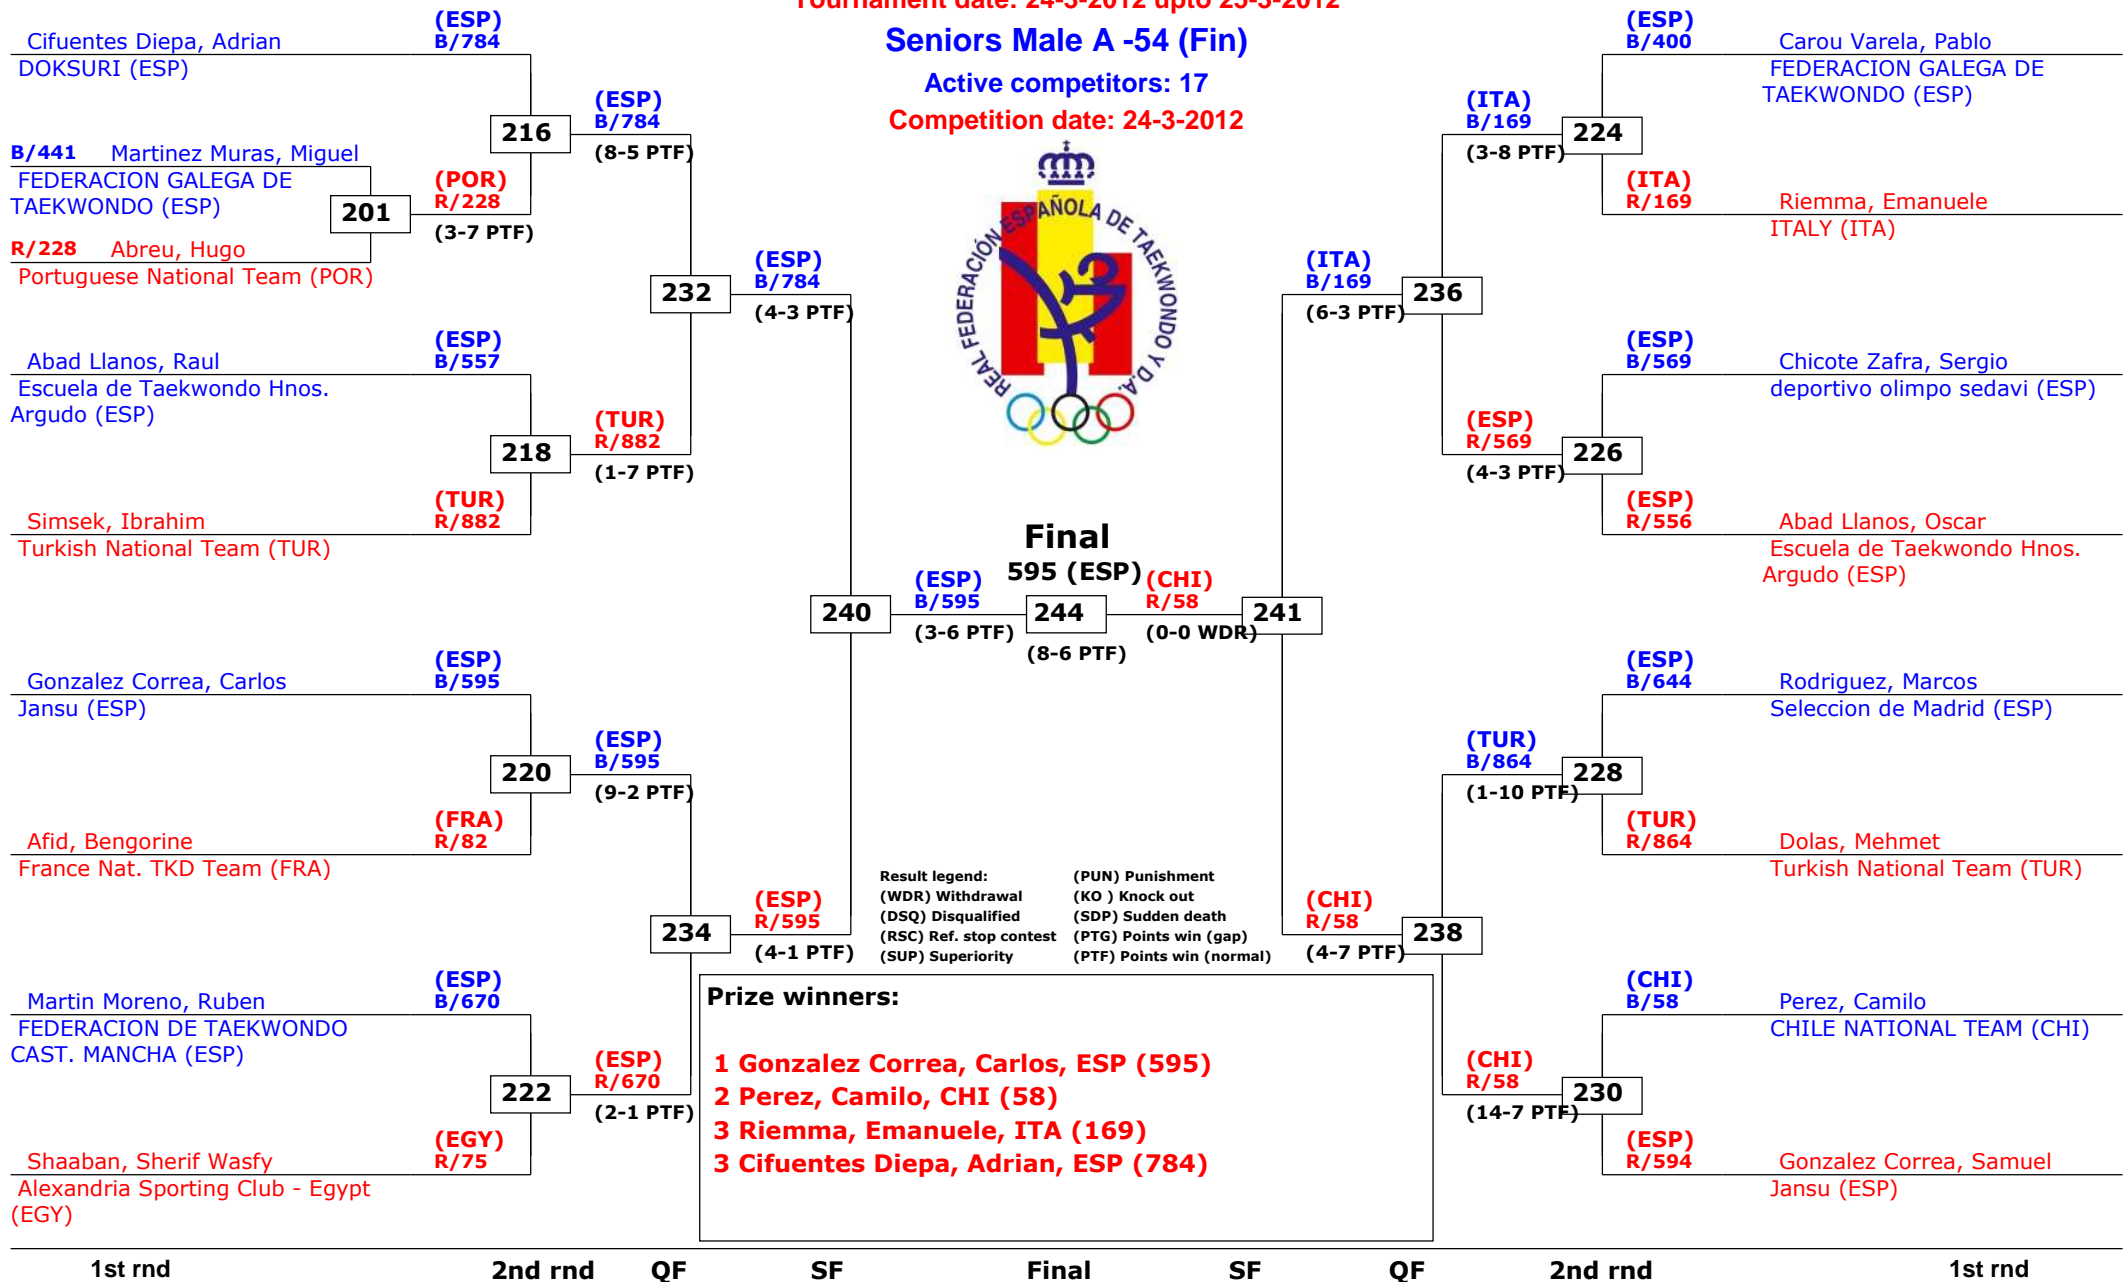 Tournament date: 24-3-2012 upto 25-3-2012
Seniors Male A -54 (Fin)
Active competitors: 17
Competition date: 24-3-2012
REAL FEDERACIÓN ESPAÑOLA DE TAEKWONDO Y D.A.
(ESP)
B/784
Cifuentes Diepa, Adrian
DOKSURI (ESP)
B/441 Martinez Muras, Miguel
FEDERACION GALEGA DE
TAEKWONDO (ESP)
R/228 Abreu, Hugo
Portuguese National Team (POR)
201
(POR)
R/228
(3-7 PTF)
216
(ESP)
B/784
(8-5 PTF)
(ESP)
B/557
Abad Llanos, Raul
Escuela de Taekwondo Hnos.
Argudo (ESP)
(TUR)
R/882
Simsek, Ibrahim
Turkish National Team (TUR)
218
(TUR)
R/882
(1-7 PTF)
232
(ESP)
B/784
(4-3 PTF)
(ESP)
B/595
Gonzalez Correa, Carlos
Jansu (ESP)
(FRA)
R/82
Afid, Bengorine
France Nat. TKD Team (FRA)
220
(ESP)
B/595
(9-2 PTF)
(ESP)
B/670
Martin Moreno, Ruben
FEDERACION DE TAEKWONDO
CAST. MANCHA (ESP)
(EGY)
R/75
Shaaban, Sherif Wasfy
Alexandria Sporting Club - Egypt
(EGY)
222
(ESP)
R/670
(2-1 PTF)
234
(ESP)
R/595
(4-1 PTF)
240
(ESP)
B/595
(3-6 PTF)
Final
595 (ESP)
244
(8-6 PTF)
(CHI)
R/58
(0-0 WDR)
241
(ITA)
B/169
(6-3 PTF)
236
(ITA)
B/169
(3-8 PTF)
224
(ESP)
B/400
Carou Varela, Pablo
FEDERACION GALEGA DE
TAEKWONDO (ESP)
(ITA)
R/169
Riemma, Emanuele
ITALY (ITA)
(ESP)
R/569
(4-3 PTF)
226
(ESP)
B/569
Chicote Zafra, Sergio
deportivo olimpo sedavi (ESP)
(ESP)
R/556
Abad Llanos, Oscar
Escuela de Taekwondo Hnos.
Argudo (ESP)
(CHI)
R/58
(4-7 PTF)
238
(TUR)
B/864
(1-10 PTF)
228
(ESP)
B/644
Rodriguez, Marcos
Seleccion de Madrid (ESP)
(TUR)
R/864
Dolas, Mehmet
Turkish National Team (TUR)
(CHI)
R/58
(14-7 PTF)
230
(CHI)
B/58
Perez, Camilo
CHILE NATIONAL TEAM (CHI)
(ESP)
R/594
Gonzalez Correa, Samuel
Jansu (ESP)
Result legend: (PUN) Punishment
(WDR) Withdrawal (KO ) Knock out
(DSQ) Disqualified (SDP) Sudden death
(RSC) Ref. stop contest (PTG) Points win (gap)
(SUP) Superiority (PTF) Points win (normal)
Prize winners:
1 Gonzalez Correa, Carlos, ESP (595)
2 Perez, Camilo, CHI (58)
3 Riemma, Emanuele, ITA (169)
3 Cifuentes Diepa, Adrian, ESP (784)
1st rnd 2nd rnd QF SF Final SF QF 2nd rnd 1st rnd